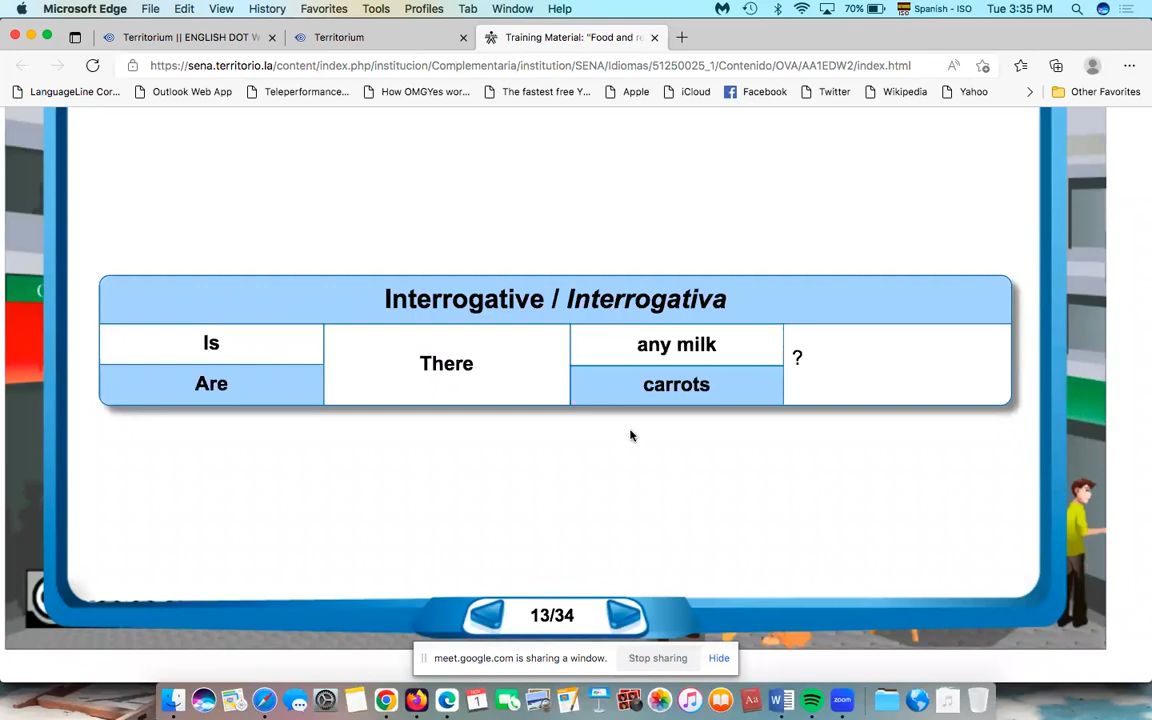 Microsoft Edge File Edit View History Favorites Tools Profiles Tab Window Help 70% Spanish - ISO Tue 3:35 PM
Territorium || ENGLISH DOT W Territorium Training Material: "Food and re
https://sena.territorio.la/content/index.php/institucion/Complementaria/institution/SENA/Idiomas/51250025_1/Contenido/OVA/AA1EDW2/index.html
LanguageLine Cor... Outlook Web App Teleperformance... How OMGYes wor... The fastest free Y... Apple iCloud Facebook Twitter Wikipedia Yahoo Other Favorites
Interrogative / Interrogativa
Is There any milk ?
Are carrots
13/34
meet.google.com is sharing a window. Stop sharing Hide
zoom